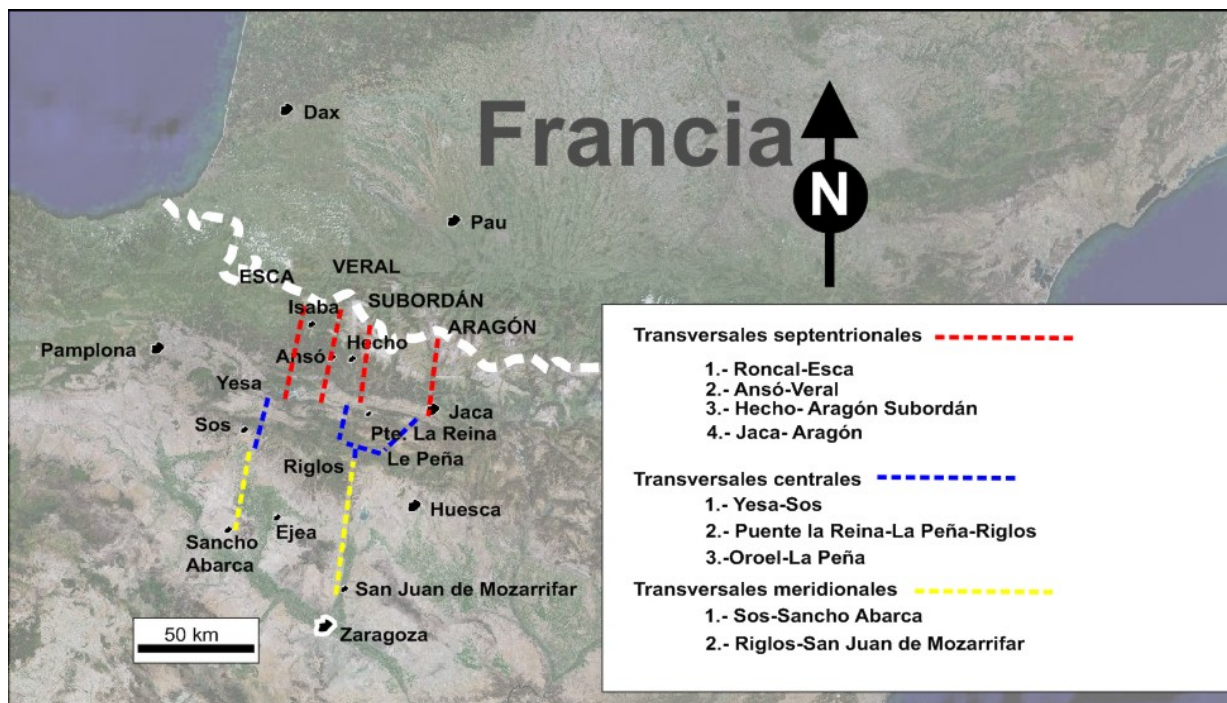 Dax
Francia
N
Pau
ESCA
VERAL
Isaba
SUBORDÁN
ARAGÓN
Pamplona
Ansó
Hecho
Yesa
Jaca
Sos
Pte. La Reina
Riglos
Le Peña
Huesca
Ejea
Sancho
Abarca
San Juan de Mozarrifar
50 km
Zaragoza
Transversales septentrionales
1.- Roncal-Esca
2.- Ansó-Veral
3.- Hecho- Aragón Subordán
4.- Jaca- Aragón
Transversales centrales
1.- Yesa-Sos
2.- Puente la Reina-La Peña-Riglos
3.-Oroel-La Peña
Transversales meridionales
1.- Sos-Sancho Abarca
2.- Riglos-San Juan de Mozarrifar